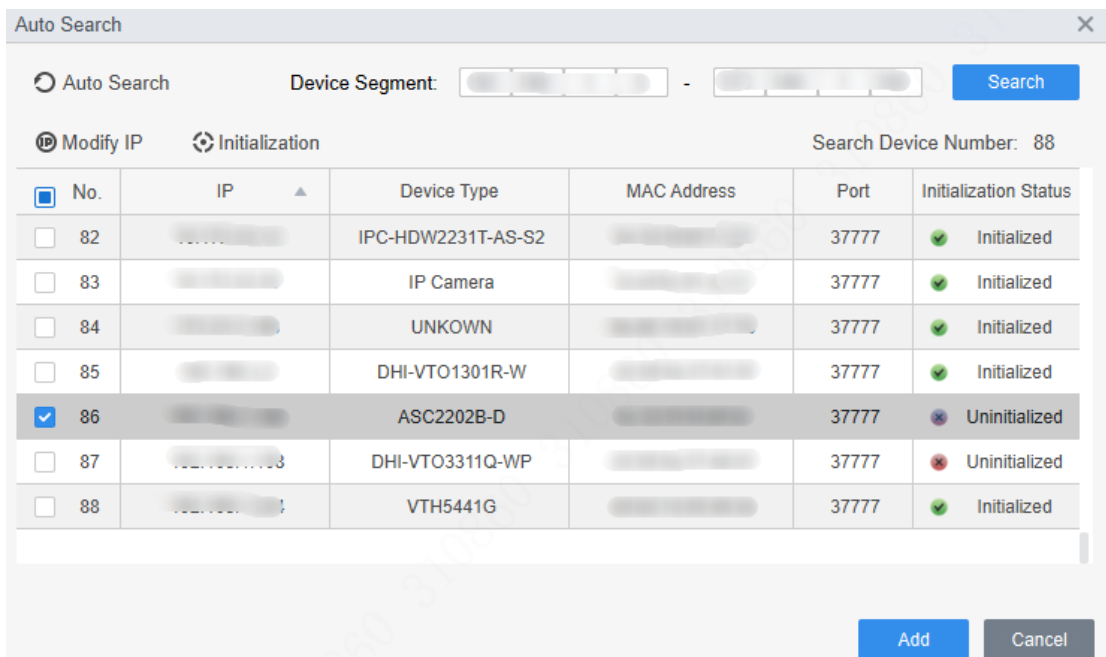 Auto Search
Auto Search Device Segment: - Search
Modify IP Initialization Search Device Number: 88
No. IP Device Type MAC Address Port Initialization Status
82 IPC-HDW2231T-AS-S2 37777 Initialized
83 IP Camera 37777 Initialized
84 UNKOWN 37777 Initialized
85 DHI-VTO1301R-W 37777 Initialized
86 ASC2202B-D 37777 Uninitialized
87 DHI-VTO3311Q-WP 37777 Uninitialized
88 VTH5441G 37777 Initialized
Add Cancel